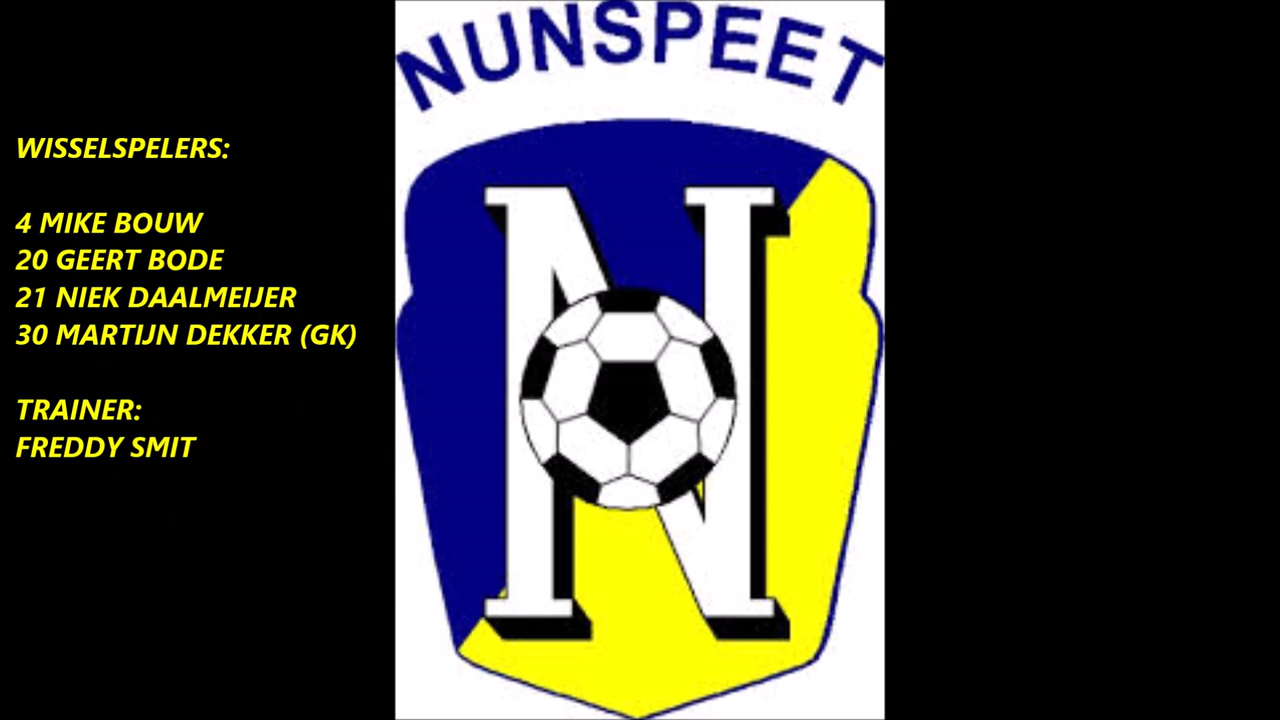 NUNSPEET
WISSELSPELERS:
4 MIKE BOUW
20 GEERT BODE
21 NIEK DAALMEIJER
30 MARTIJN DEKKER (GK)
TRAINER:
FREDDY SMIT
N